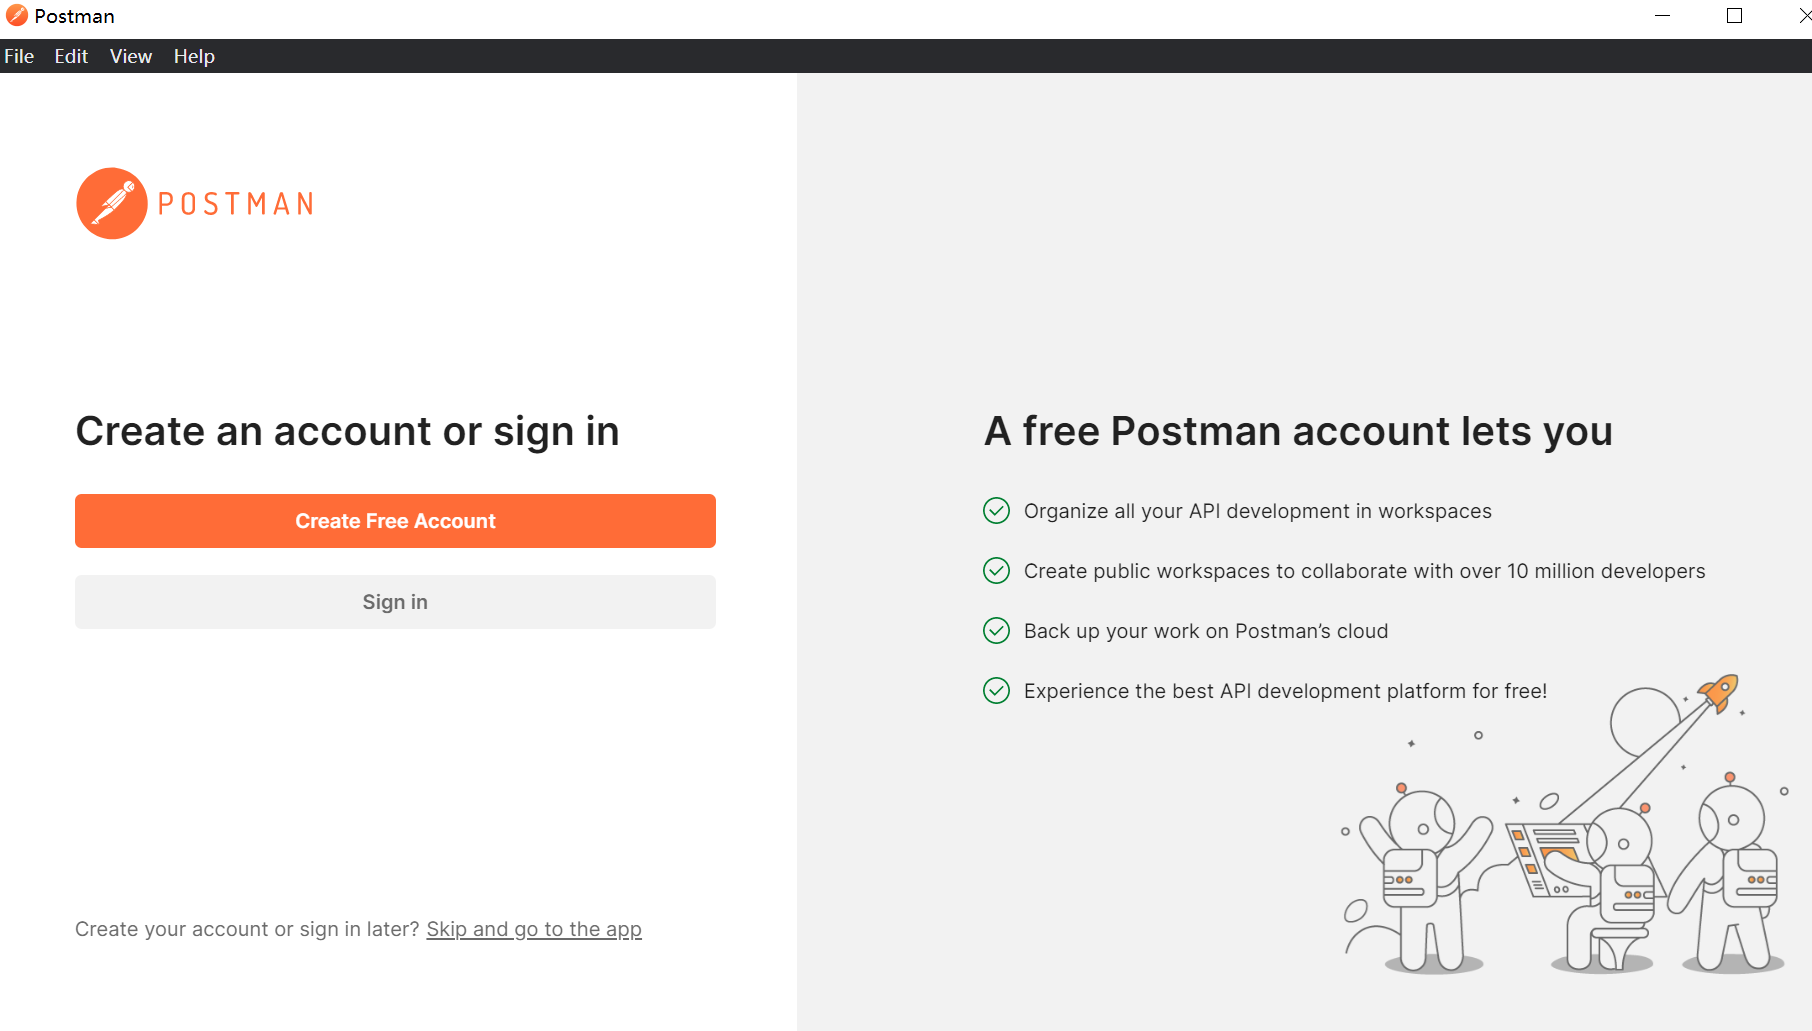 Postman
File Edit View Help
POSTMAN
Create an account or sign in
Create Free Account
Sign in
Create your account or sign in later? Skip and go to the app
A free Postman account lets you
Organize all your API development in workspaces
Create public workspaces to collaborate with over 10 million developers
Back up your work on Postman’s cloud
Experience the best API development platform for free!